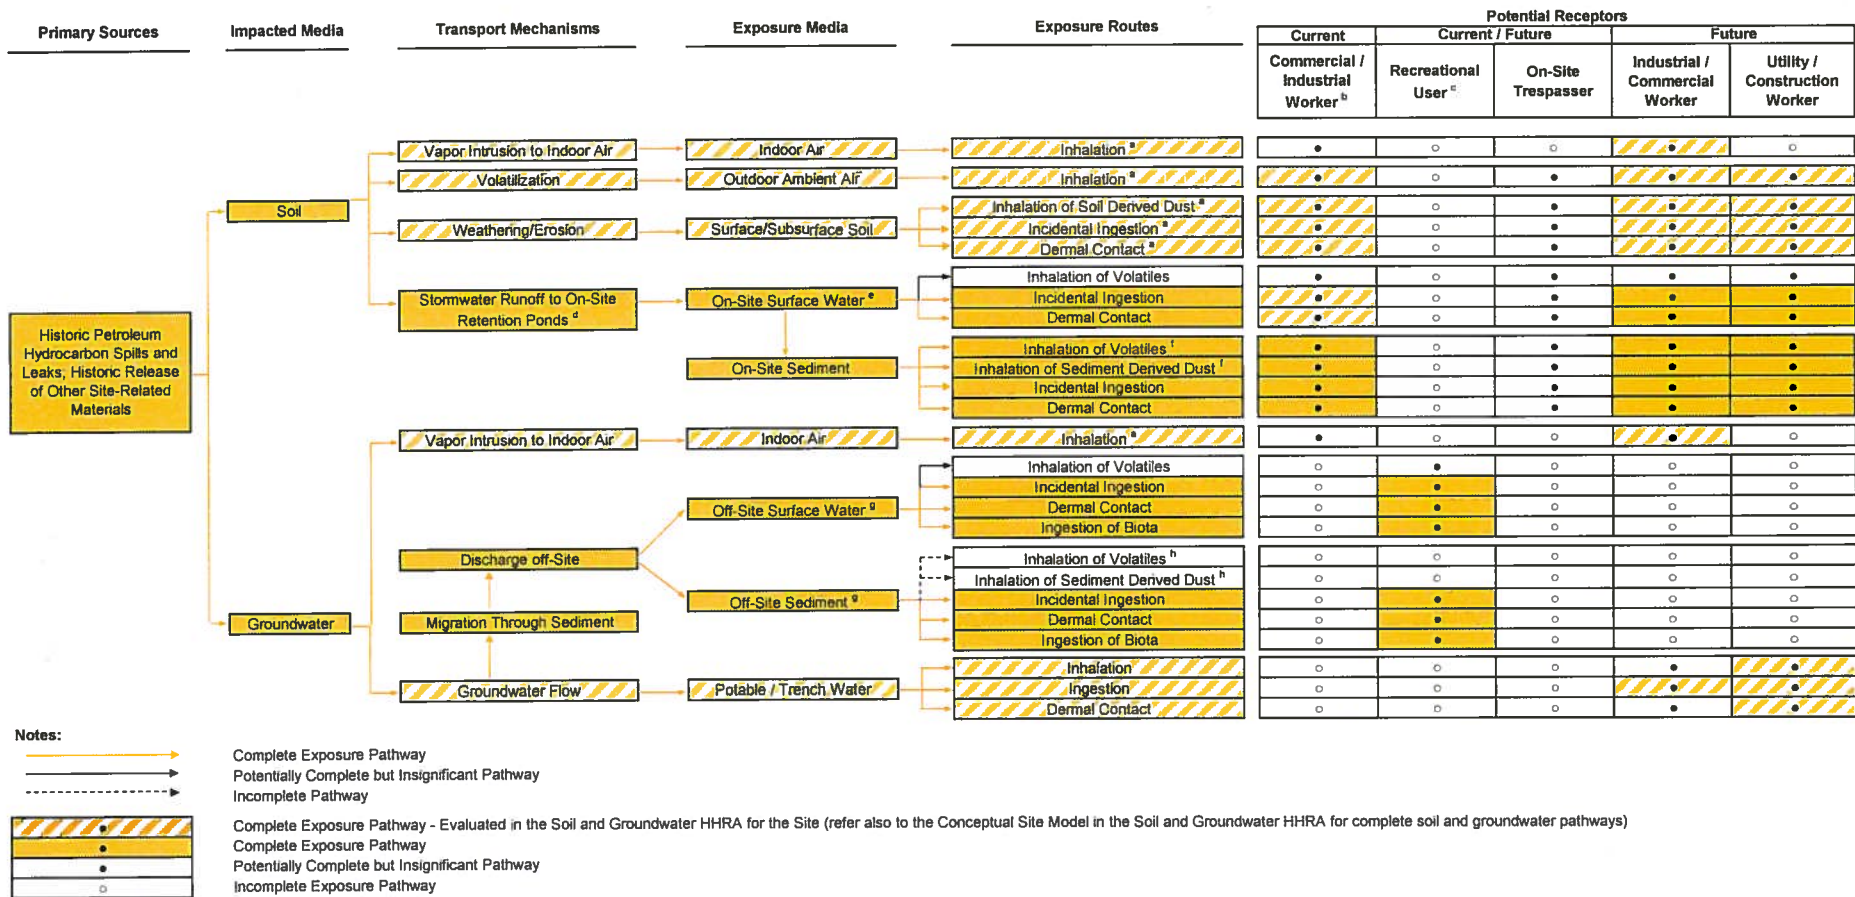 Primary Sources
Impacted Media
Transport Mechanisms
Exposure Media
Exposure Routes
Potential Receptors
Current
Current / Future
Future
Commercial /
Industrial
Worker b
Recreational
User c
On-Site
Trespasser
Industrial /
Commercial
Worker
Utility /
Construction
Worker
Historic Petroleum
Hydrocarbon Spills and
Leaks, Historic Release
of Other Site-Related
Materials
Soil
Vapor Intrusion to Indoor Air
Indoor Air
Inhalation a
Volatilization
Outdoor Ambient Air
Inhalation a
Weathering/Erosion
Surface/Subsurface Soil
Inhalation of Soil Derived Dust a
Incidental Ingestion a
Dermal Contact a
Stormwater Runoff to On-Site
Retention Ponds d
On-Site Surface Water e
Inhalation of Volatiles
Incidental Ingestion
Dermal Contact
On-Site Sediment
Inhalation of Volatiles f
Inhalation of Sediment Derived Dust f
Incidental Ingestion
Dermal Contact
Groundwater
Vapor Intrusion to Indoor Air
Indoor Air
Inhalation a
Discharge off-Site
Off-Site Surface Water g
Inhalation of Volatiles
Incidental Ingestion
Dermal Contact
Ingestion of Biota
Migration Through Sediment
Off-Site Sediment g
Inhalation of Volatiles h
Inhalation of Sediment Derived Dust h
Incidental Ingestion
Dermal Contact
Ingestion of Biota
Groundwater Flow
Potable / Trench Water
Inhalation
Ingestion
Dermal Contact
Notes:
Complete Exposure Pathway
Potentially Complete but Insignificant Pathway
Incomplete Pathway
Complete Exposure Pathway - Evaluated in the Soil and Groundwater HHRA for the Site (refer also to the Conceptual Site Model in the Soil and Groundwater HHRA for complete soil and groundwater pathways)
Complete Exposure Pathway
Potentially Complete but Insignificant Pathway
Incomplete Exposure Pathway